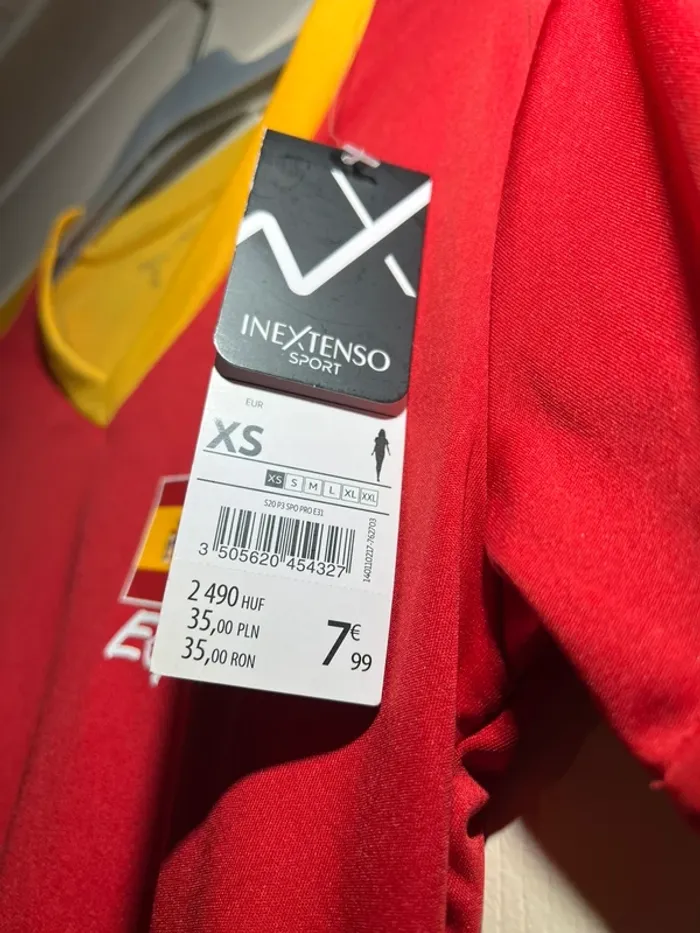 INEXTENSO
SPORT
EUR
XS
XS S M L XL XXL
S20 P3 SPO PRO E31
3 505620 454327
140110217-762703
2 490 HUF
35,00 PLN
35,00 RON
7€99